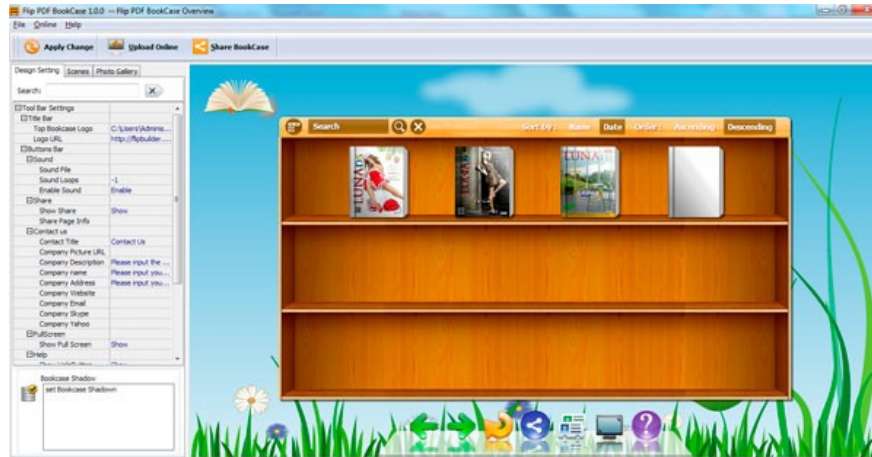 Flip PDF BookCase 1.0.0 -- Flip PDF BookCase Overview
File Online Help
Apply Change Upload Online Share BookCase
Design Setting Scenes Photo Gallery
Search:
Tool Bar Settings
Title Bar
Top Bookcase Logo C:\Users\Adminis...
Logo URL http://flipbuilder....
Buttons Bar
Sound
Sound File
Sound Loops -1
Enable Sound Enable
Share
Show Share Show
Share Page Info
Contact us
Contact Title Contact Us
Company Picture URL
Company Description Please input the ...
Company name Please input you...
Company Address Please input you...
Company Website
Company Email
Company Skype
Company Yahoo
FullScreen
Show Full Screen Show
Help
Bookcase Shadow
set Bookcase Shadown
Search Sort by : Name Date Order : Ascending Descending
LUNADS LUNADS LUNA